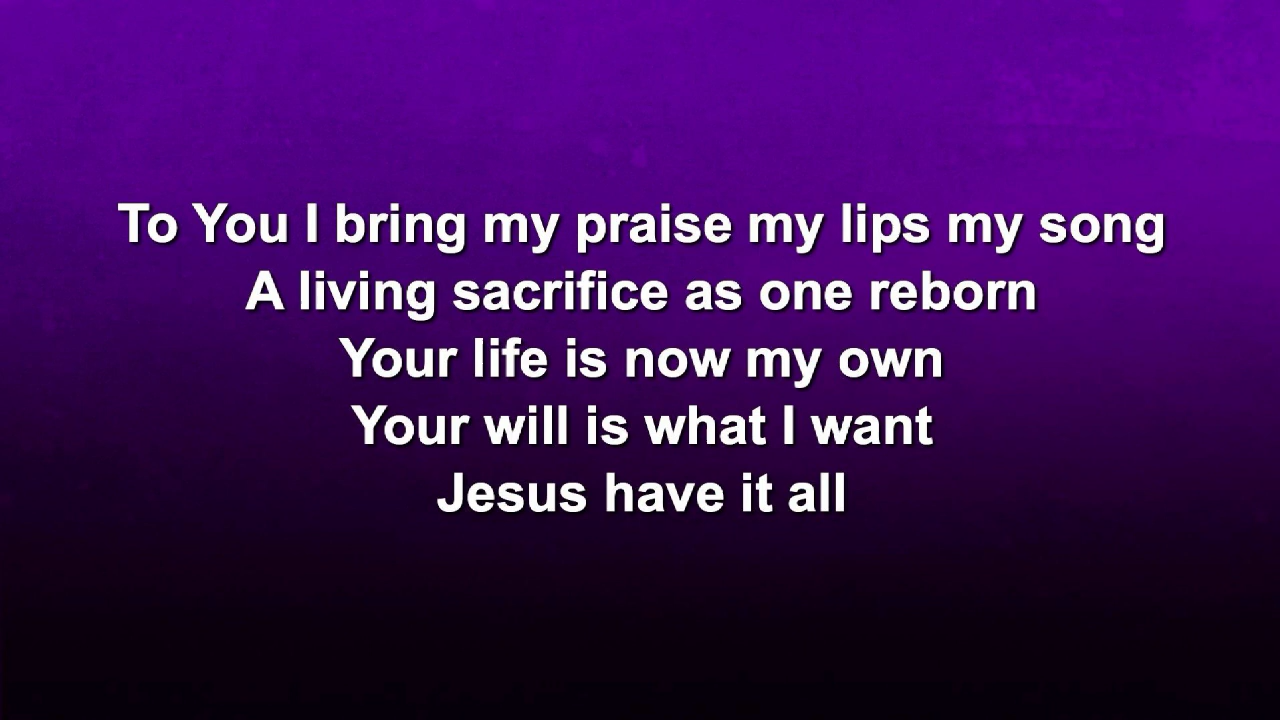 To You I bring my praise my lips my song
A living sacrifice as one reborn
Your life is now my own
Your will is what I want
Jesus have it all